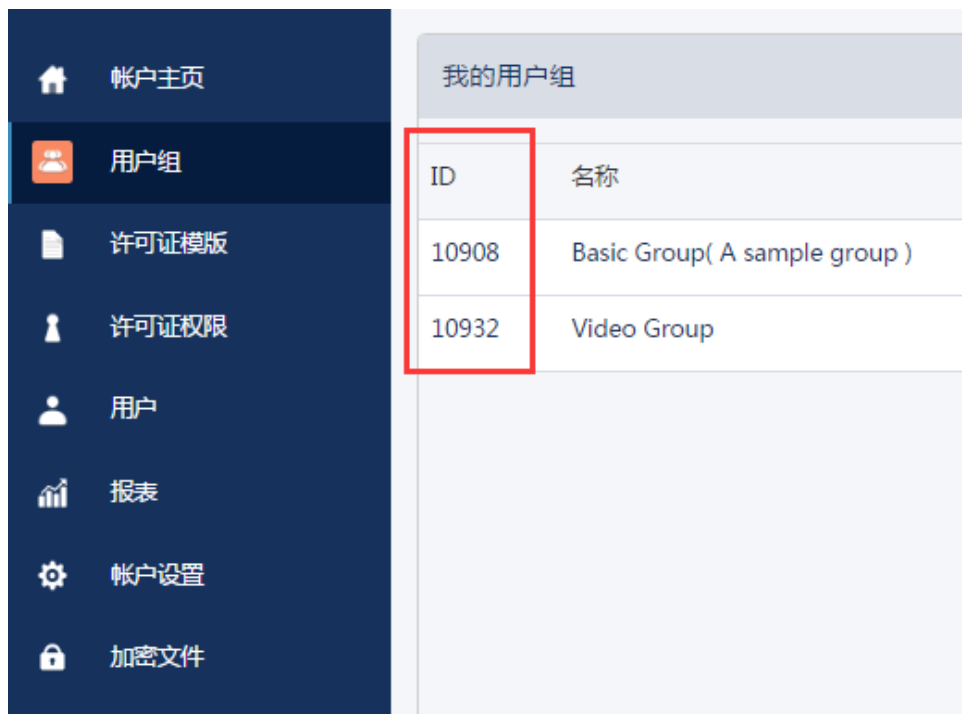 帐户主页
用户组
许可证模版
许可证权限
用户
报表
帐户设置
加密文件
我的用户组
ID 名称
10908 Basic Group( A sample group )
10932 Video Group